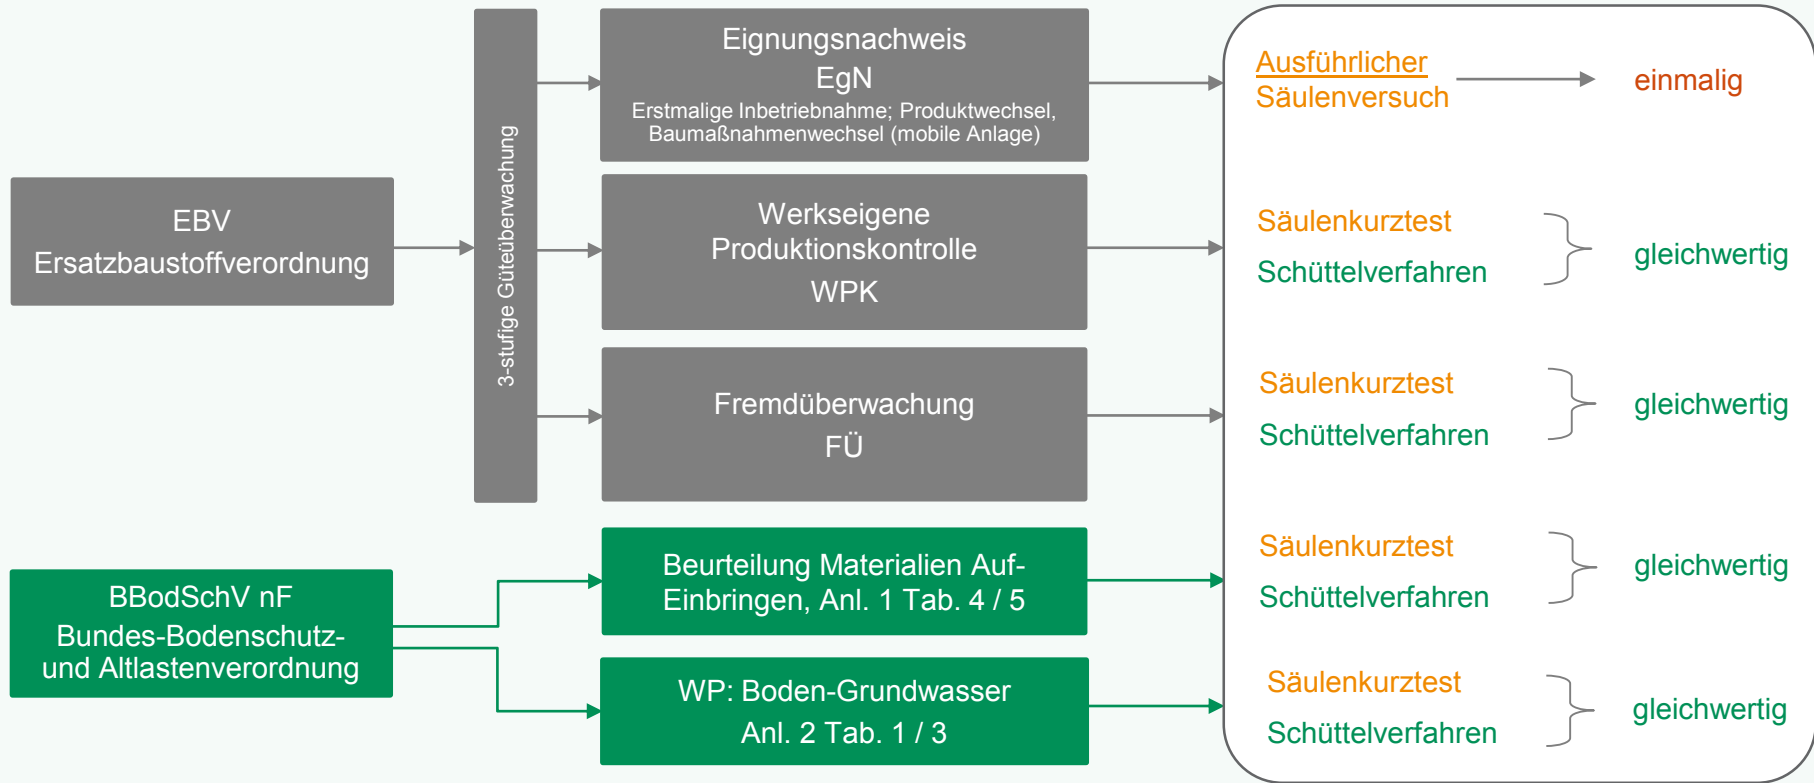 EBV
Ersatzbaustoffverordnung
3-stufige Güteüberwachung
Eignungsnachweis
EgN
Erstmalige Inbetriebnahme; Produktwechsel,
Baumaßnahmenwechsel (mobile Anlage)
Ausführlicher
Säulenversuch
einmalig
Werkseigene
Produktionskontrolle
WPK
Säulenkurztest
Schüttelverfahren
gleichwertig
Fremdüberwachung
FÜ
Säulenkurztest
Schüttelverfahren
gleichwertig
BBodSchV nF
Bundes-Bodenschutz-
und Altlastenverordnung
Beurteilung Materialien Auf-
Einbringen, Anl. 1 Tab. 4 / 5
Säulenkurztest
Schüttelverfahren
gleichwertig
WP: Boden-Grundwasser
Anl. 2 Tab. 1 / 3
Säulenkurztest
Schüttelverfahren
gleichwertig